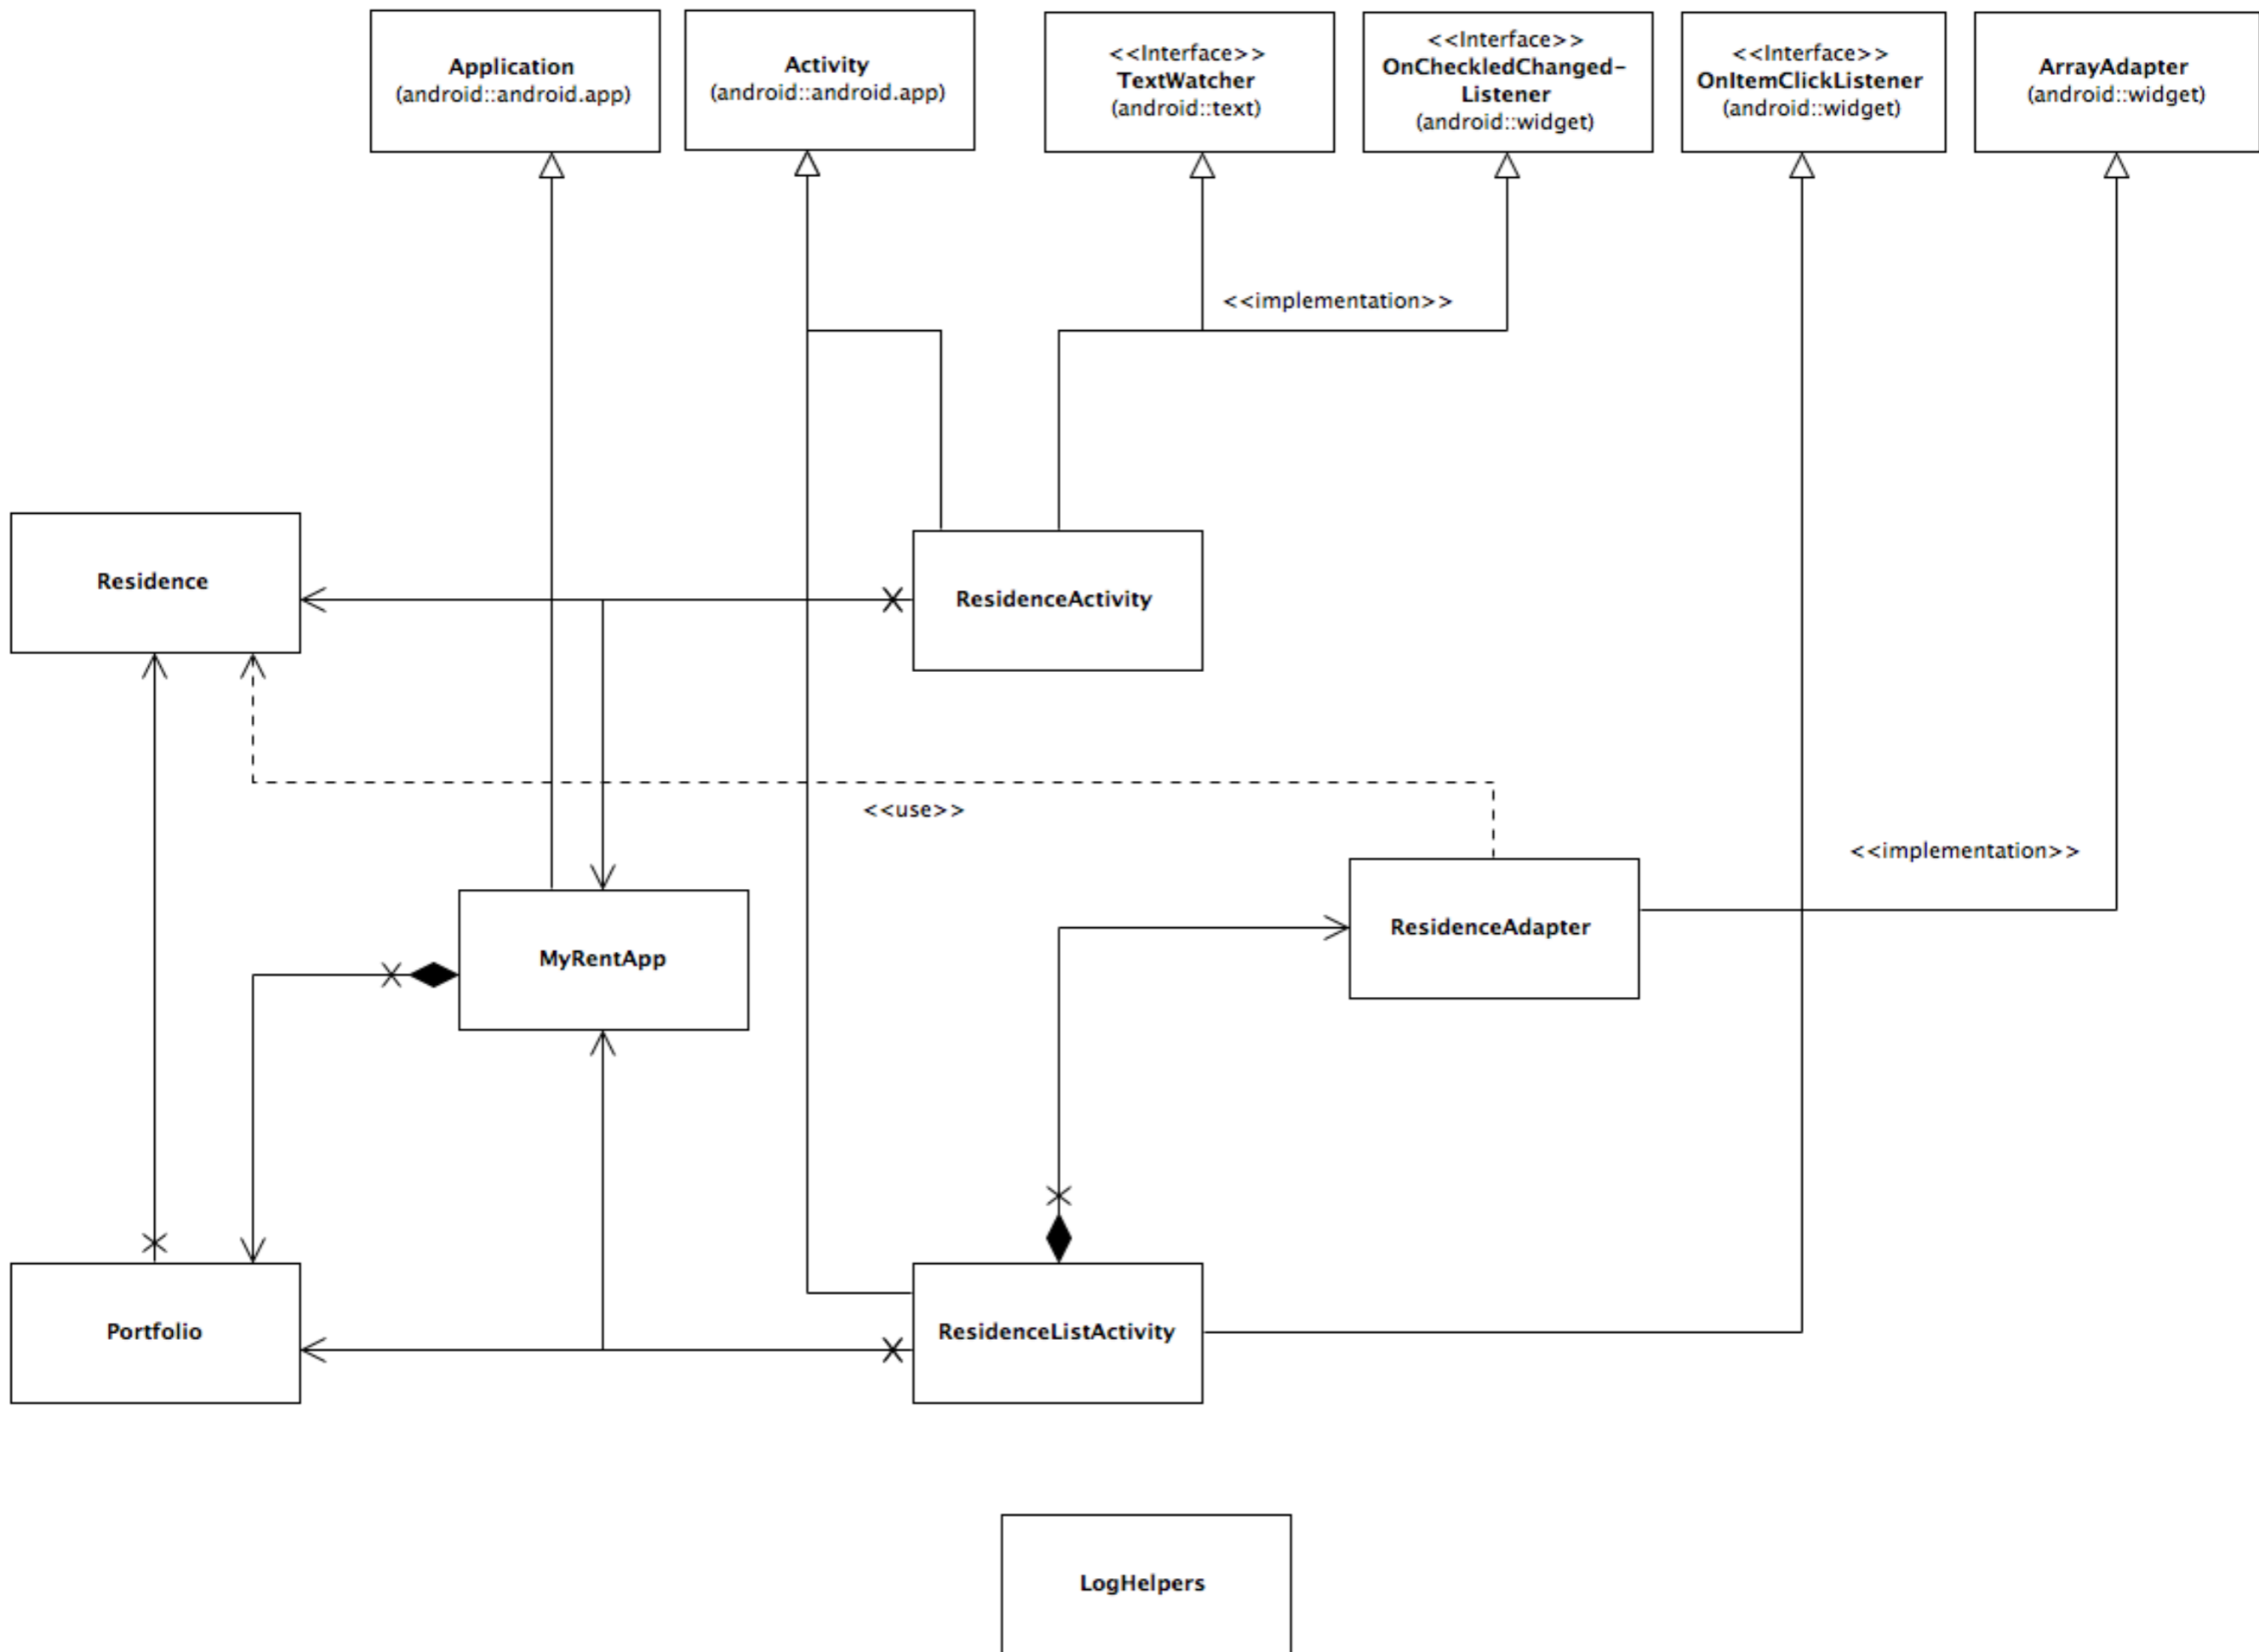 Application
(android::android.app)
Activity
(android::android.app)
<<Interface>>
TextWatcher
(android::text)
<<Interface>>
OnCheckledChanged-
Listener
(android::widget)
<<Interface>>
OnItemClickListener
(android::widget)
ArrayAdapter
(android::widget)
<<implementation>>
Residence
ResidenceActivity
<<use>>
<<implementation>>
ResidenceAdapter
MyRentApp
Portfolio
ResidenceListActivity
LogHelpers